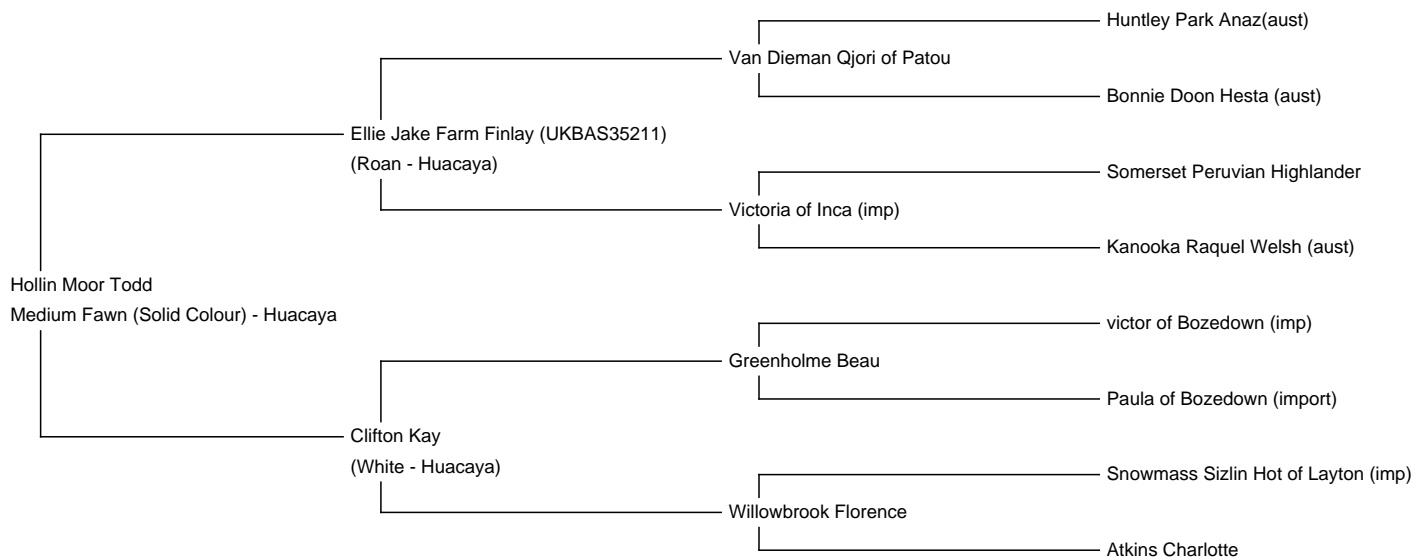 Huntley Park Anaz(aust)
Van Dieman Qjori of Patou
Bonnie Doon Hesta (aust)
Ellie Jake Farm Finlay (UKBAS35211)
(Roan - Huacaya)
Somerset Peruvian Highlander
Victoria of Inca (imp)
Kanooka Raquel Welsh (aust)
Hollin Moor Todd
Medium Fawn (Solid Colour) - Huacaya
victor of Bozedown (imp)
Greenholme Beau
Paula of Bozedown (import)
Clifton Kay
(White - Huacaya)
Snowmass Sizlin Hot of Layton (imp)
Willowbrook Florence
Atkins Charlotte